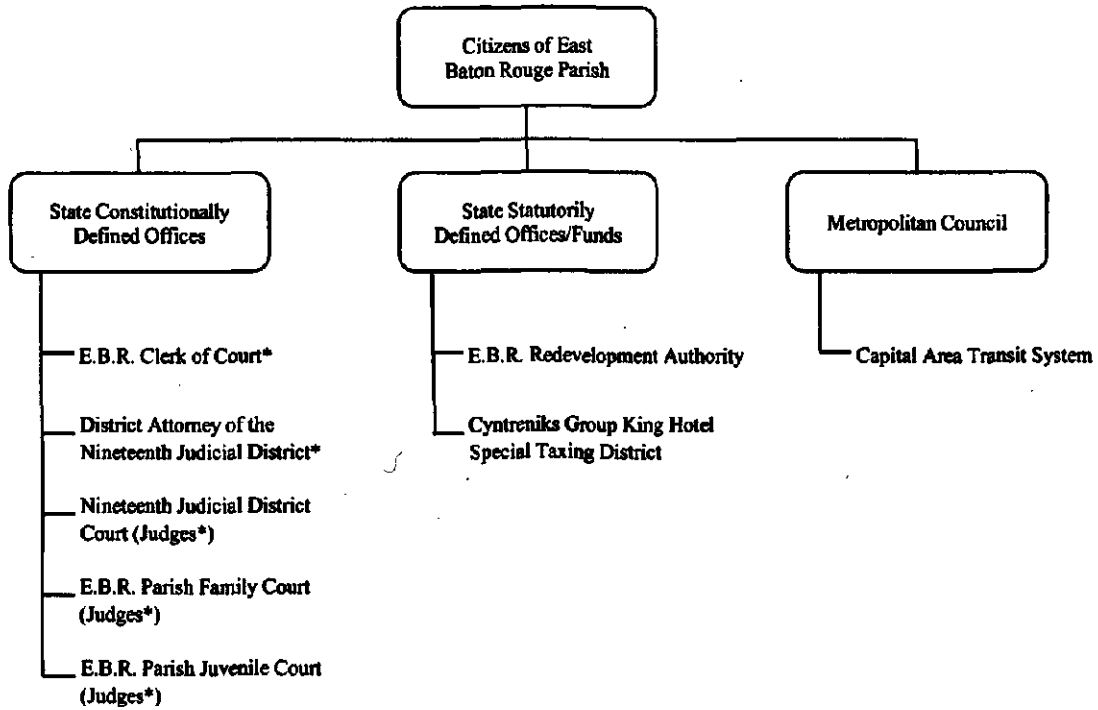 Citizens of East
Baton Rouge Parish
State Constitutionally
Defined Offices
State Statutorily
Defined Offices/Funds
Metropolitan Council
E.B.R. Clerk of Court*
District Attorney of the
Nineteenth Judicial District*
Nineteenth Judicial District
Court (Judges*)
E.B.R. Parish Family Court
(Judges*)
E.B.R. Parish Juvenile Court
(Judges*)
E.B.R. Redevelopment Authority
Cyntreniks Group King Hotel
Special Taxing District
Capital Area Transit System